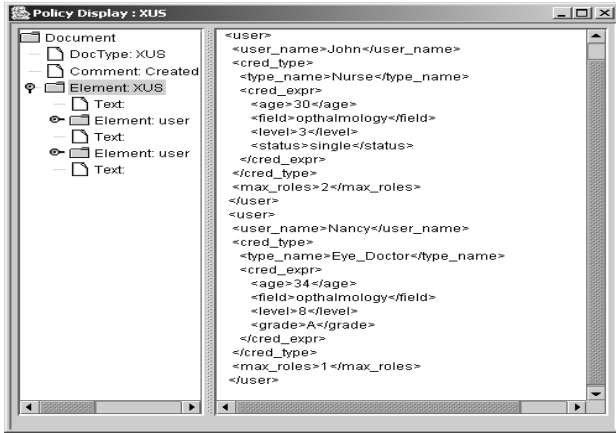 Policy Display : XUS
Document
DocType: XUS
Comment: Created
Element: XUS
Text:
Element: user
Text:
Element: user
Text:
<user>
<user_name>John</user_name>
<cred_type>
<type_name>Nurse</type_name>
<cred_expr>
<age>30</age>
<field>opthalmology</field>
<level>3</level>
<status>single</status>
</cred_expr>
</cred_type>
<max_roles>2</max_roles>
</user>
<user>
<user_name>Nancy</user_name>
<cred_type>
<type_name>Eye_Doctor</type_name>
<cred_expr>
<age>34</age>
<field>opthalmology</field>
<level>8</level>
<grade>A</grade>
</cred_expr>
</cred_type>
<max_roles>1</max_roles>
</user>